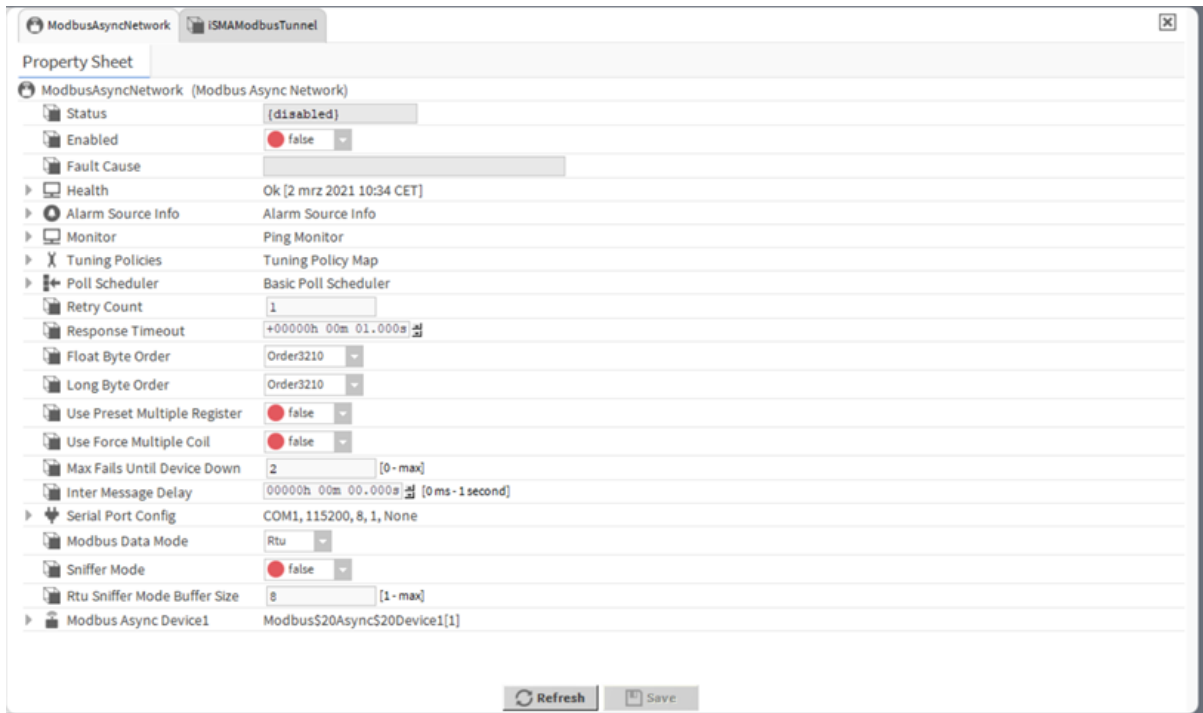 ModbusAsyncNetwork iSMAModbusTunnel
Property Sheet
ModbusAsyncNetwork (Modbus Async Network)
Status {disabled}
Enabled false
Fault Cause
Health Ok [2 mrz 2021 10:34 CET]
Alarm Source Info Alarm Source Info
Monitor Ping Monitor
Tuning Policies Tuning Policy Map
Poll Scheduler Basic Poll Scheduler
Retry Count 1
Response Timeout +00000h 00m 01.000s
Float Byte Order Order3210
Long Byte Order Order3210
Use Preset Multiple Register false
Use Force Multiple Coil false
Max Fails Until Device Down 2 [0 - max]
Inter Message Delay 00000h 00m 00.000s [0 ms - 1 second]
Serial Port Config COM1, 115200, 8, 1, None
Modbus Data Mode Rtu
Sniffer Mode false
Rtu Sniffer Mode Buffer Size 8 [1 - max]
Modbus Async Device1 Modbus$20Async$20Device1[1]
Refresh Save